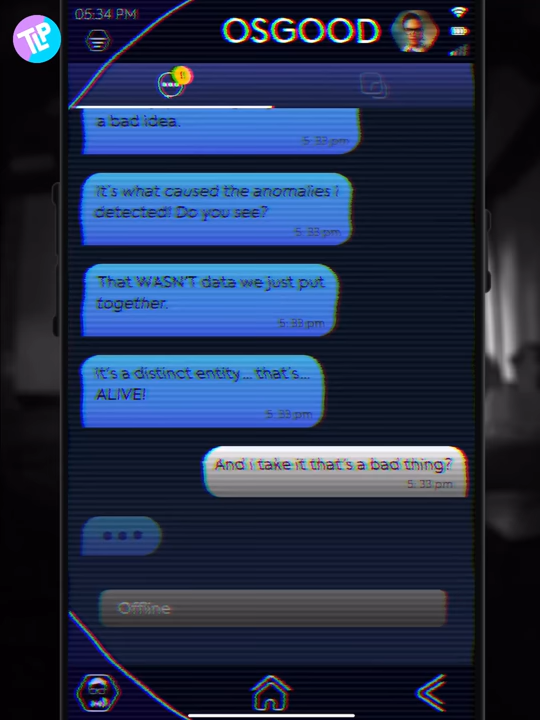 TLP
05:34 PM
OSGOOD
a bad idea.
5:33 pm
It's what caused the anomalies I
detected! Do you see?
5:33 pm
That WASN'T data we just put
together.
5:33 pm
It's a distinct entity... that's...
ALIVE!
5:33 pm
And i take it that's a bad thing?
5:33 pm
Offline